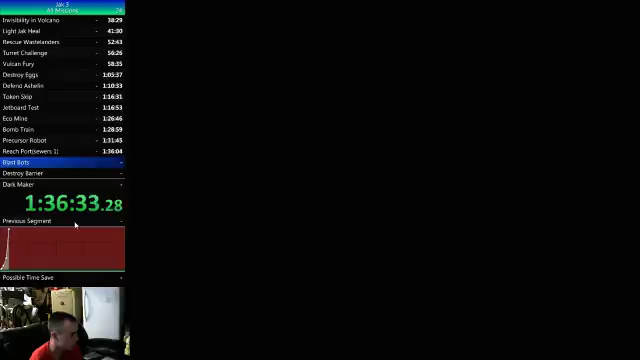 Jak 3
All Missions 74
Invisibility in Volcano - 38:29
Light Jak Heal - 41:30
Rescue Wastelanders - 52:43
Turret Challenge - 56:26
Vulcan Fury - 58:35
Destroy Eggs - 1:05:37
Defend Ashelin - 1:10:33
Token Skip - 1:16:31
Jetboard Test - 1:16:53
Eco Mine - 1:26:46
Bomb Train - 1:28:59
Precursor Robot - 1:31:45
Reach Port(sewers 1) - 1:36:04
Blast Bots -
Destroy Barrier -
Dark Maker -
1:36:33.28
Previous Segment -
Possible Time Save -